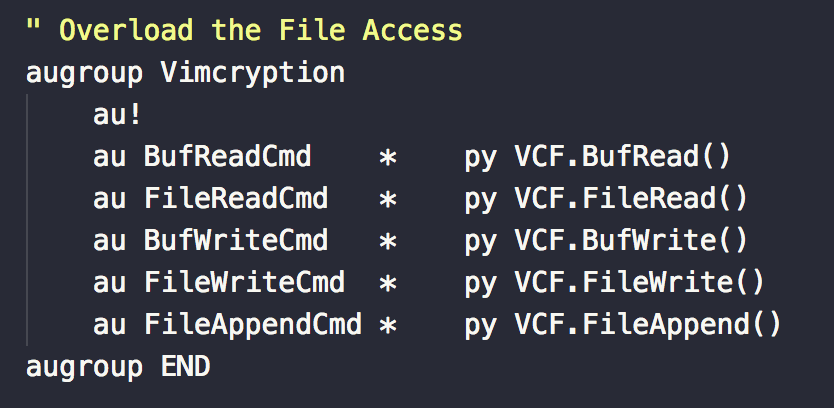 " Overload the File Access
augroup Vimcryption
    au!
    au BufReadCmd    *    py VCF.BufRead()
    au FileReadCmd   *    py VCF.FileRead()
    au BufWriteCmd   *    py VCF.BufWrite()
    au FileWriteCmd  *    py VCF.FileWrite()
    au FileAppendCmd *    py VCF.FileAppend()
augroup END